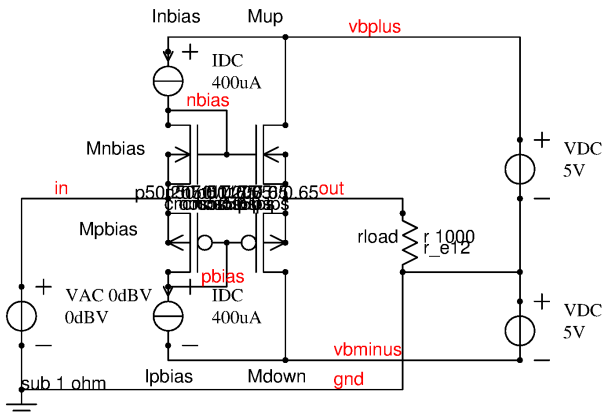 Inbias Mup
vbplus
+ IDC
400uA
nbias
Mnbias
+
VDC
5V
in
out
Mpbias
rload r 1000
r_e12
pbias
+ VAC 0dBV
0dBV
+ IDC
400uA
+
VDC
5V
vbminus
sub 1 ohm
Ipbias Mdown gnd